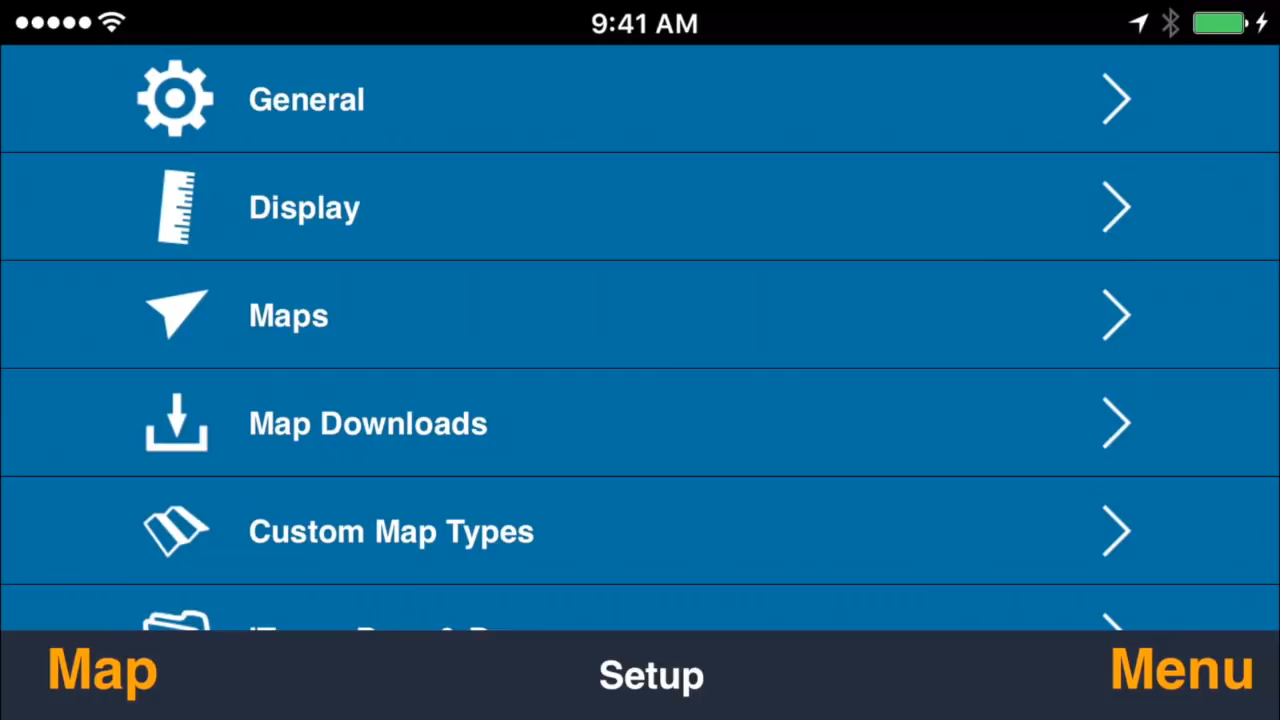 9:41 AM
General
Display
Maps
Map Downloads
Custom Map Types
Map
Setup
Menu